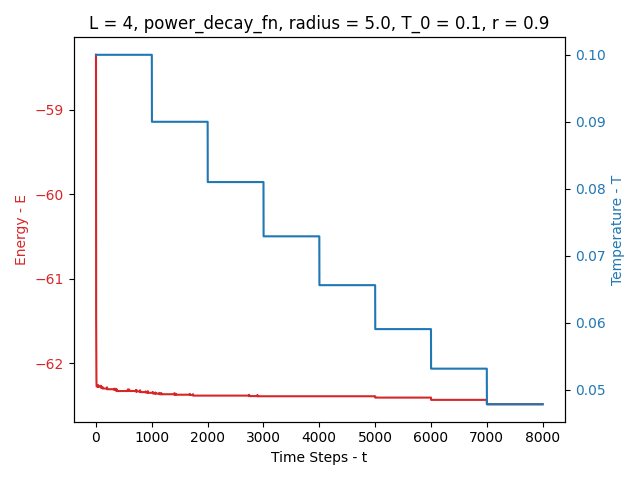 L = 4, power_decay_fn, radius = 5.0, T_0 = 0.1, r = 0.9
Energy - E
−59
−60
−61
−62
0.10
0.09
0.08
0.07
0.06
0.05
Temperature - T
0 1000 2000 3000 4000 5000 6000 7000 8000
Time Steps - t